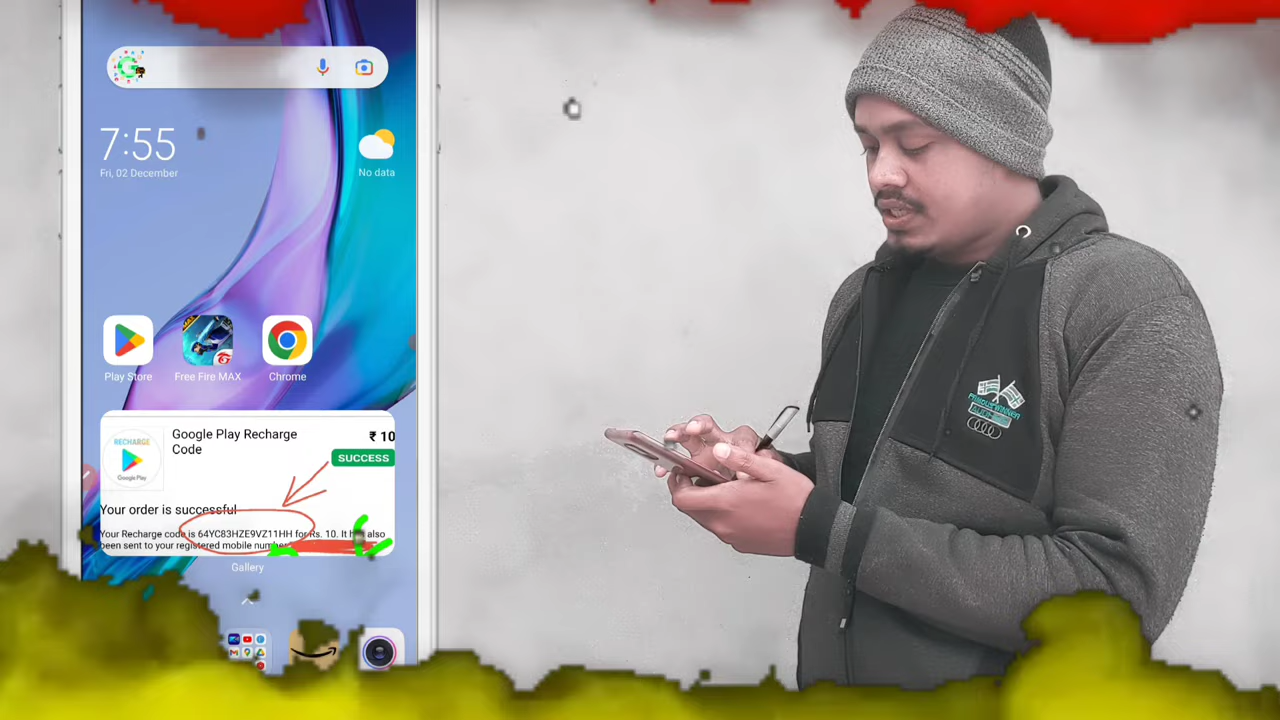 7:55
Fri, 02 December
No data
Play Store
Free Fire MAX
Chrome
RECHARGE
Google Play
Google Play Recharge
Code
₹ 10
SUCCESS
Your order is successful
Your Recharge code is 64YC83HZE9VZ11HH for Rs. 10. It also
been sent to your registered mobile number
Gallery
WINNER
AUDI